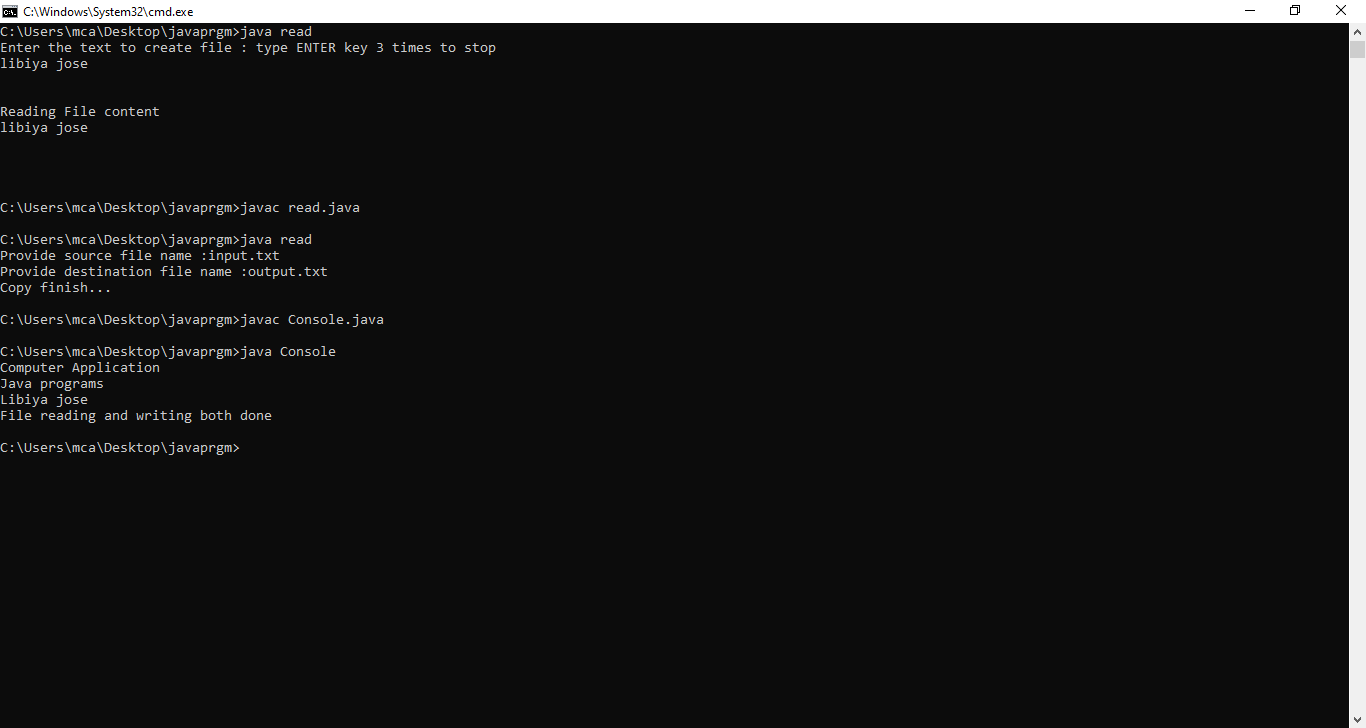 C:\Windows\System32\cmd.exe
C:\Users\mca\Desktop\javaprgm>java read
Enter the text to create file : type ENTER key 3 times to stop
libiya jose
Reading File content
libiya jose
C:\Users\mca\Desktop\javaprgm>javac read.java
C:\Users\mca\Desktop\javaprgm>java read
Provide source file name :input.txt
Provide destination file name :output.txt
Copy finish...
C:\Users\mca\Desktop\javaprgm>javac Console.java
C:\Users\mca\Desktop\javaprgm>java Console
Computer Application
Java programs
Libiya jose
File reading and writing both done
C:\Users\mca\Desktop\javaprgm>